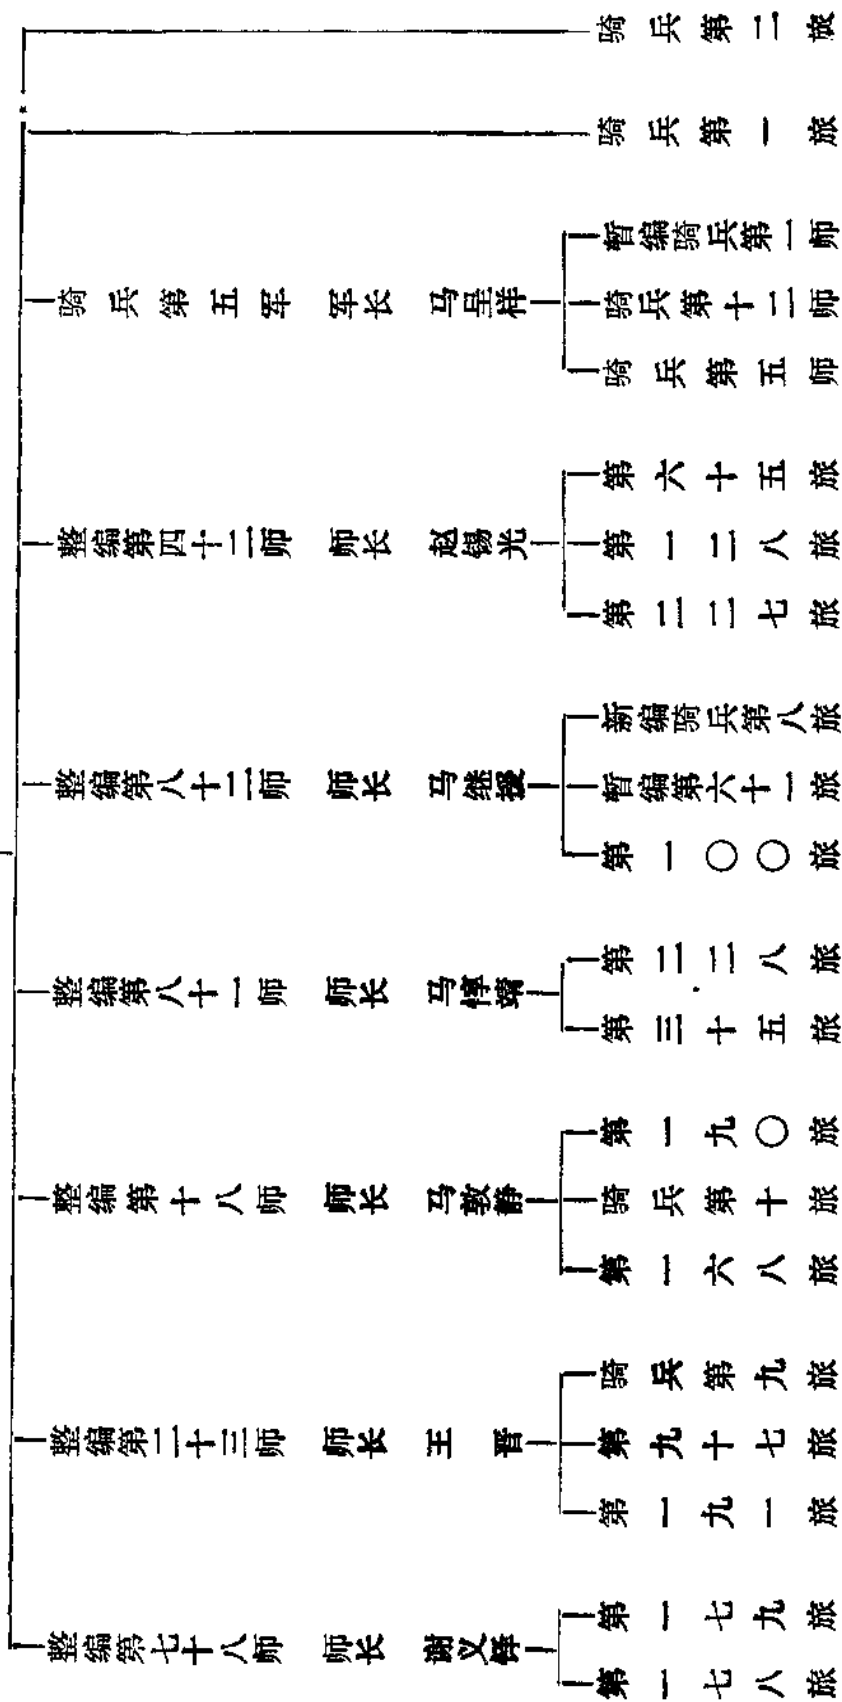 整编第七十八师 师长 谢义锋
第一七八旅
第一七九旅
整编第二十三师 师长 王晋
第一九一旅
第九十七旅
骑兵第九旅
整编第十八师 师长 马敦静
第一六八旅
骑兵第十旅
第一九〇旅
整编第八十一师 师长 马惇靖
第三十五旅
第二二八旅
整编第八十二师 师长 马继援
第一〇〇旅
暂编第六十一旅
新编骑兵第八旅
整编第四十二师 师长 赵锡光
第二二七旅
第一二八旅
第六十五旅
骑兵第五军 军长 马呈祥
骑兵第五师
骑兵第十二师
暂编骑兵第一师
骑兵第一旅
骑兵第二旅